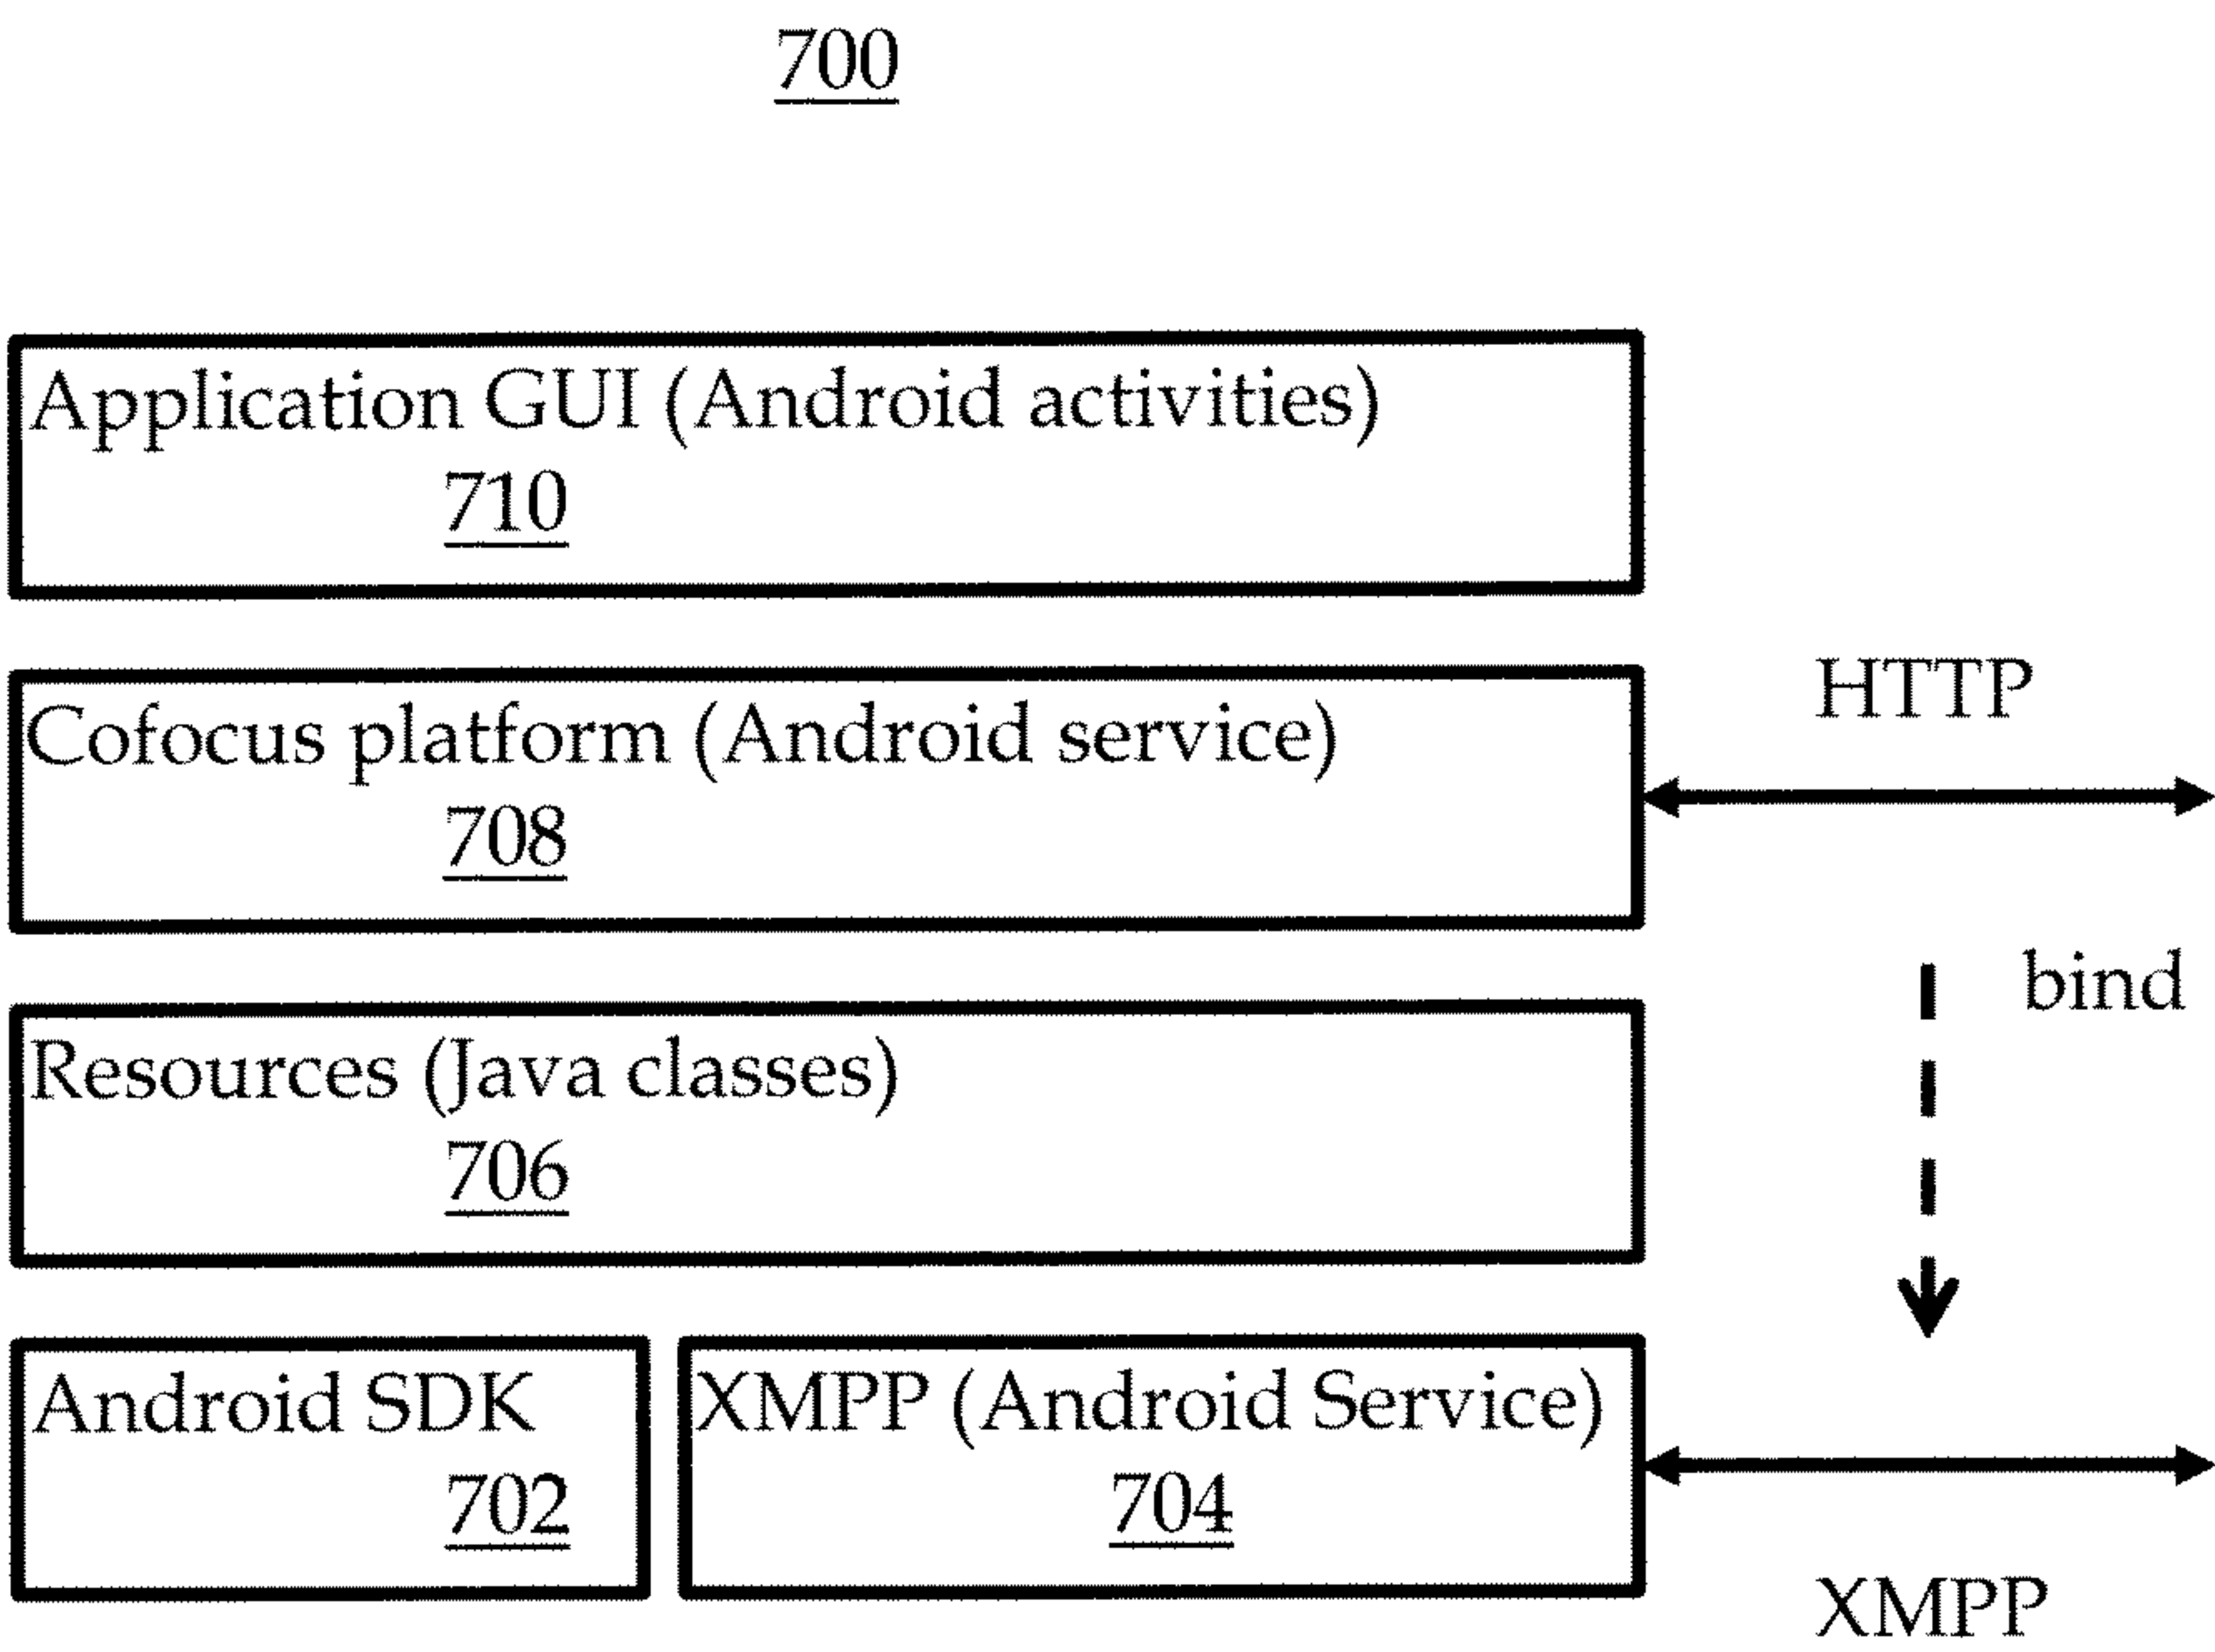 700
Application GUI (Android activities)
710
HTTP
Cofocus platform (Android service)
708
bind
Resources (Java classes)
706
Android SDK
702
XMPP (Android Service)
704
XMPP